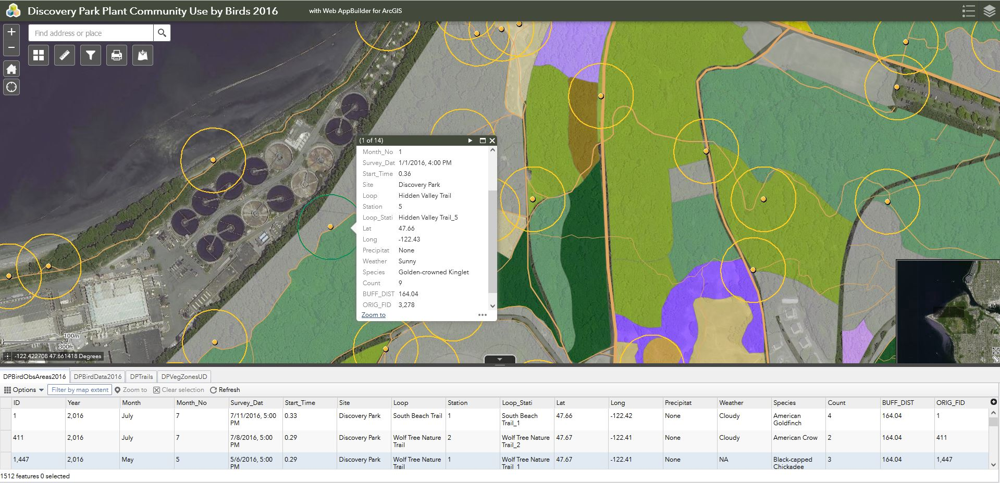 Discovery Park Plant Community Use by Birds 2016
with Web AppBuilder for ArcGIS
+
Find address or place
−
(1 of 14)
Month_No 1
Survey_Dat 1/1/2016, 4:00 PM
Start_Time 0.36
Site Discovery Park
Loop Hidden Valley Trail
Station 5
Loop_Stati Hidden Valley Trail_5
Lat 47.66
Long -122.43
Precipitat None
Weather Sunny
Species Golden-crowned Kinglet
Count 9
BUFF_DIST 164.04
ORIG_FID 3,278
Zoom to
100m
300ft
-122.422708 47.661418 Degrees
DPBirdObsAreas2016 DPBirdData2016 DPTrails DPVegZonesUD
Options Filter by map extent Zoom to Clear selection Refresh
ID Year Month Month_No Survey_Dat Start_Time Site Loop Station Loop_Stati Lat Long Precipitat Weather Species Count BUFF_DIST ORIG_FID
1 2,016 July 7 7/11/2016, 5:00 0.33 Discovery Park South Beach Trail 1 South Beach 47.66 -122.42 None Cloudy American 4 164.04 1
PM Trail_1 Goldfinch
411 2,016 July 7 7/8/2016, 5:00 0.29 Discovery Park Wolf Tree Nature 2 Wolf Tree Nature 47.67 -122.41 None Cloudy American Crow 2 164.04 411
PM Trail Trail_2
1,447 2,016 May 5 5/6/2016, 5:00 0.29 Discovery Park Wolf Tree Nature 1 Wolf Tree Nature 47.67 -122.41 None NA Black-capped 3 164.04 1,447
PM Trail Trail_1 Chickadee
1512 features 0 selected